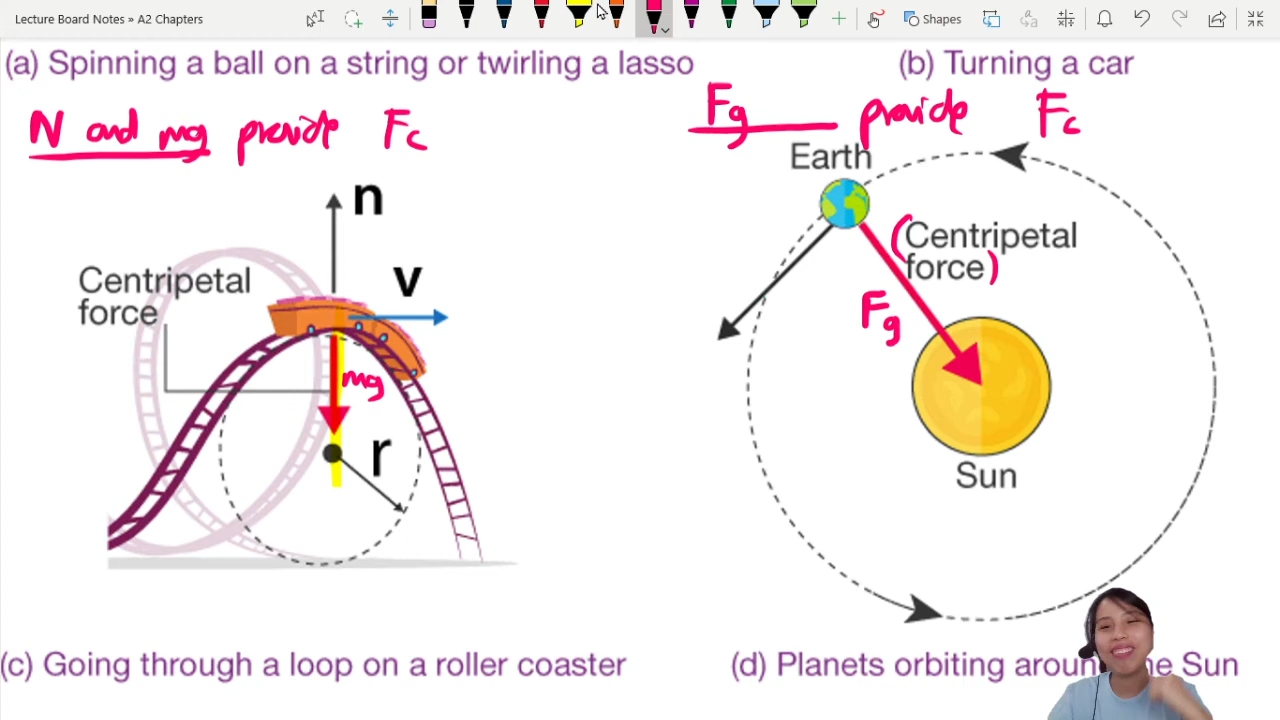 Lecture Board Notes » A2 Chapters
Shapes
(a) Spinning a ball on a string or twirling a lasso
(b) Turning a car
N and mg provide Fc
Fg provide Fc
n
Centripetal
force
v
mg
r
Earth
(Centripetal
force)
Fg
Sun
(c) Going through a loop on a roller coaster
(d) Planets orbiting around the Sun